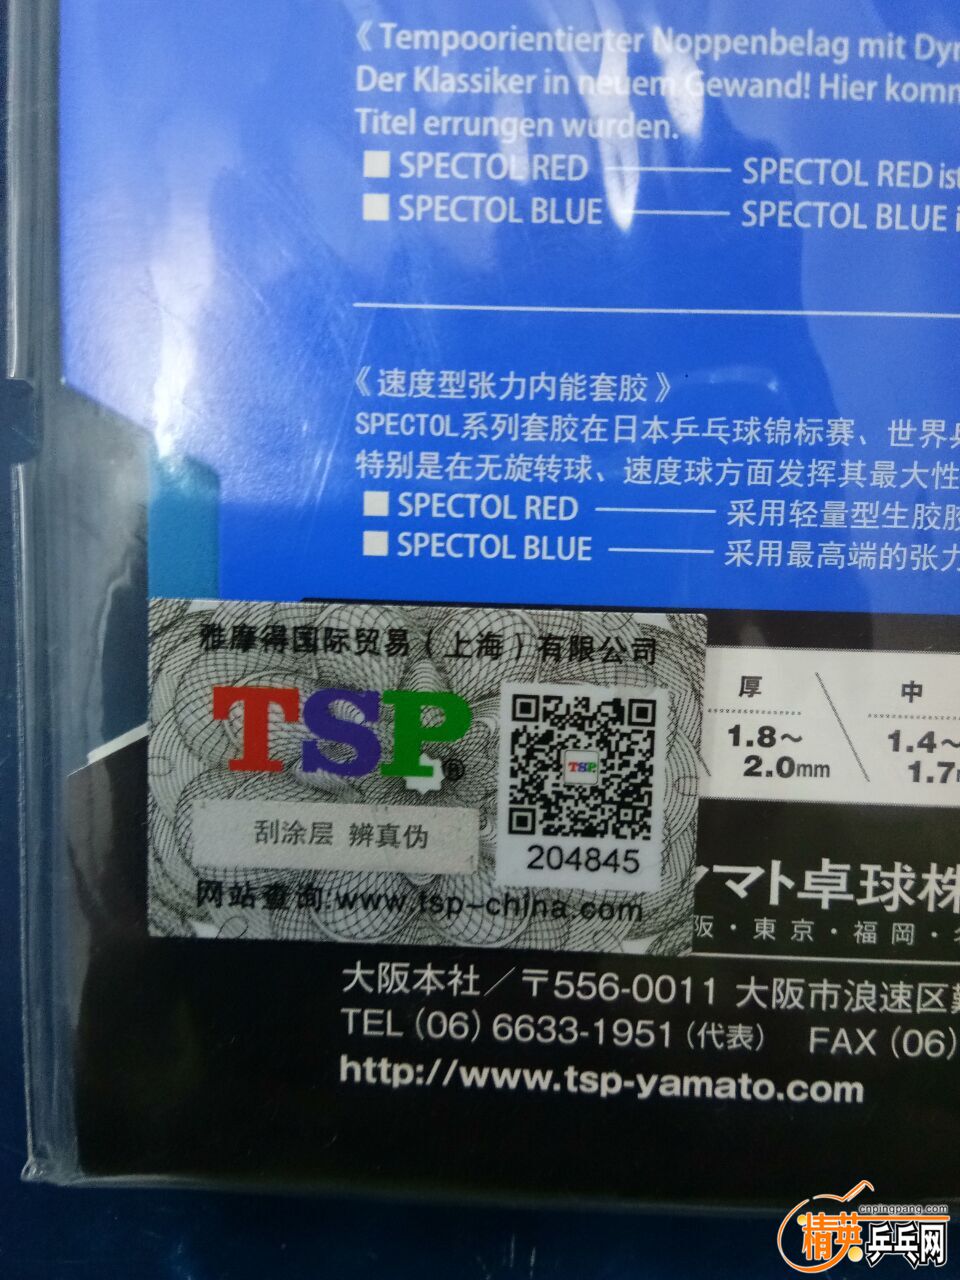 《 Tempoorientierter Noppenbelag mit Dyn
Der Klassiker in neuem Gewand! Hier komm
Titel errungen wurden.
■ SPECTOL RED —— SPECTOL RED ist
■ SPECTOL BLUE —— SPECTOL BLUE i
《 速度型张力内能套胶 》
SPECTOL系列套胶在日本乒乓球锦标赛、世界
特别是在无旋转球、速度球方面发挥其最大性
■ SPECTOL RED —— 采用轻量型生胶胶
■ SPECTOL BLUE —— 采用最高端的张力
雅摩得国际贸易（上海）有限公司
TSP®
TSP
刮涂层 辨真伪
204845
网站查询:www.tsp-china.com
厚 中
1.8~ 1.4~
2.0mm 1.7
マト卓球株
阪・東京・福岡・
大阪本社／〒556-0011 大阪市浪速区
TEL (06) 6633-1951 (代表) FAX (06)
http://www.tsp-yamato.com
cnpingpang.com
精英乒乓网